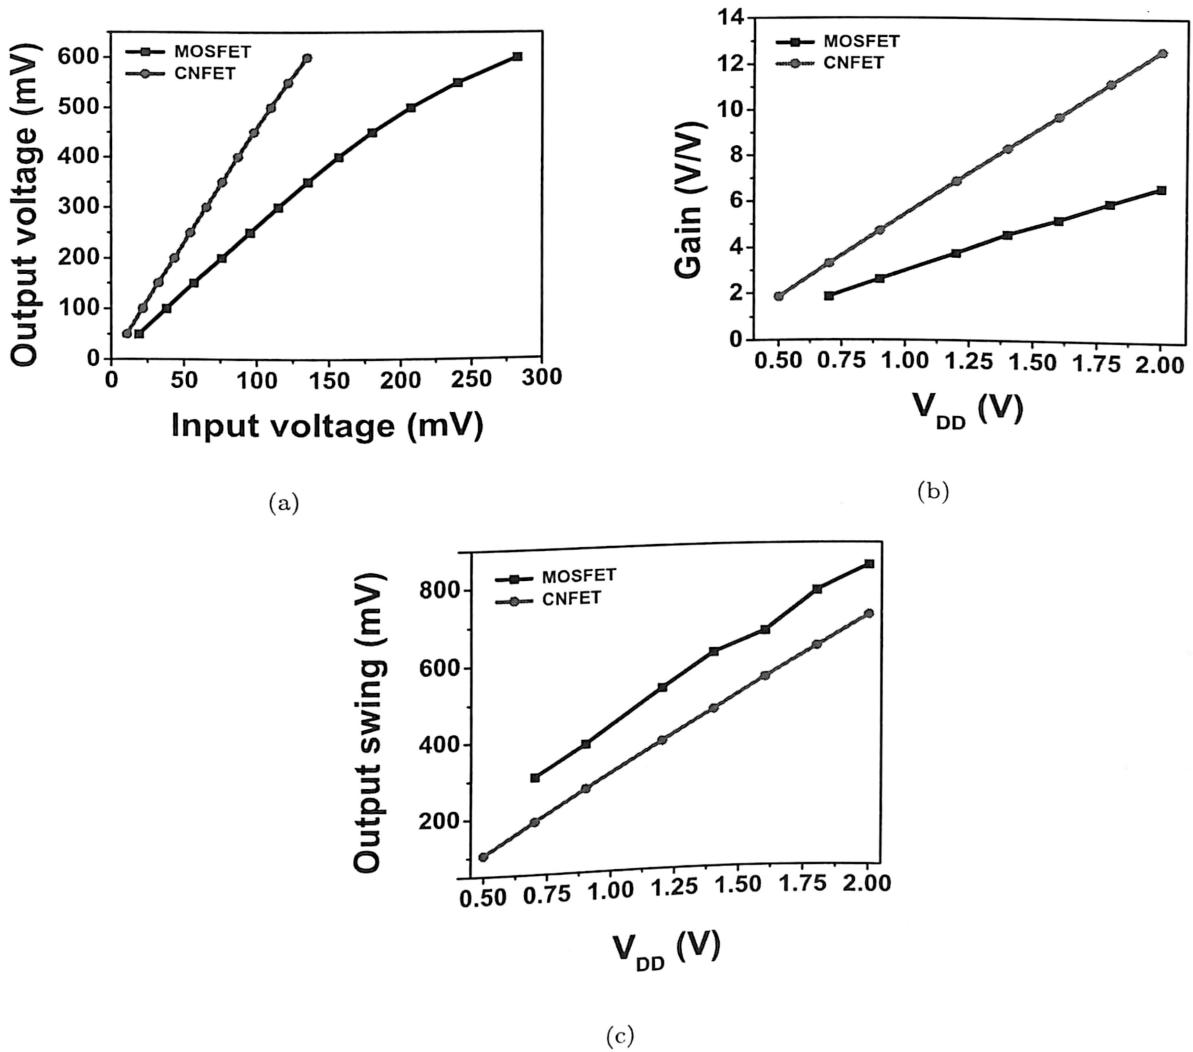 MOSFET
CNFET
600
500
400
300
200
100
0
0 50 100 150 200 250 300
Output voltage (mV)
Input voltage (mV)
(a)
MOSFET
CNFET
14
12
10
8
6
4
2
0
0.50 0.75 1.00 1.25 1.50 1.75 2.00
Gain (V/V)
VDD (V)
(b)
MOSFET
CNFET
800
600
400
200
0.50 0.75 1.00 1.25 1.50 1.75 2.00
Output swing (mV)
VDD (V)
(c)